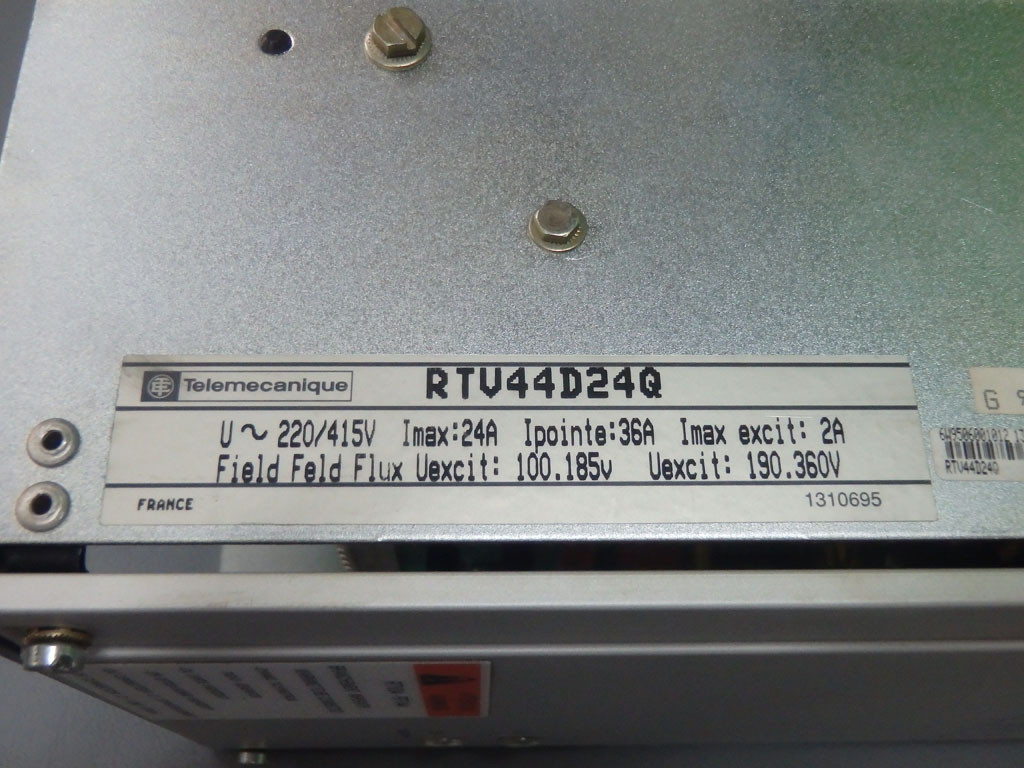 Telemecanique RTV44D24Q
U ~ 220/415V Imax:24A Ipointe:36A Imax excit: 2A
Field Feld Flux Uexcit: 100.185v Uexcit: 190.360V
FRANCE 1310695
G
RTV44D24Q